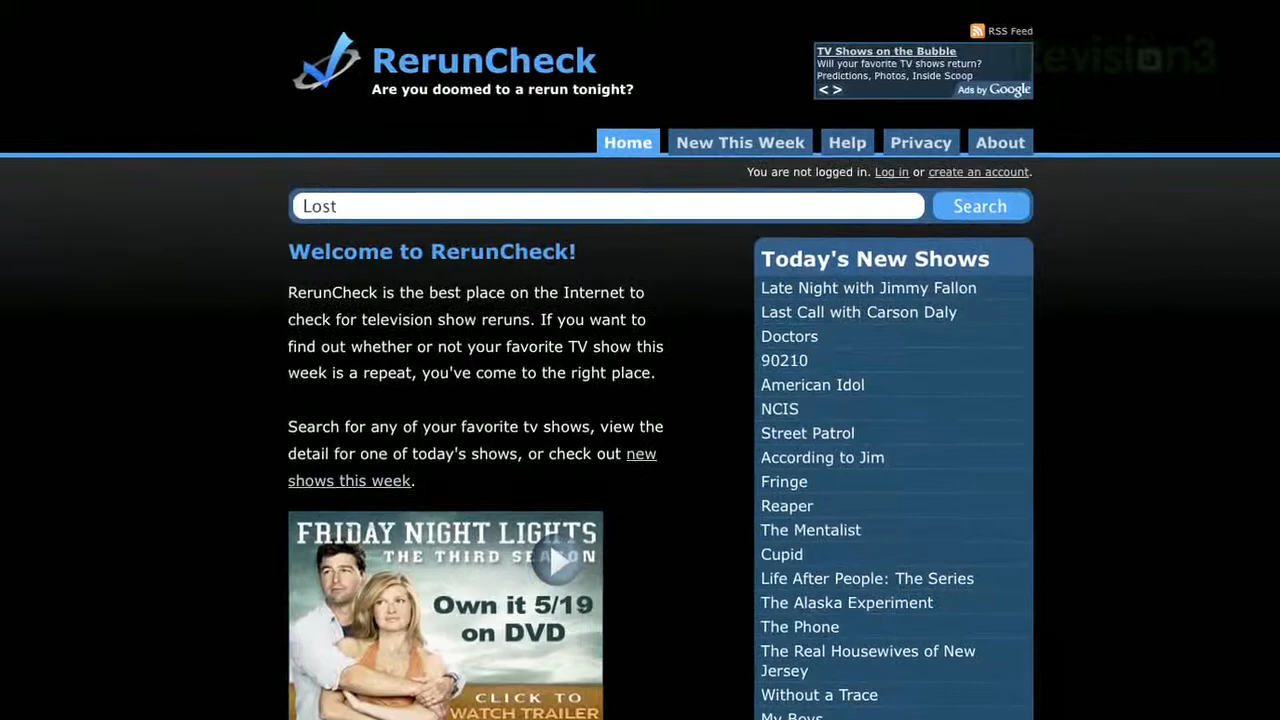 RSS Feed
RerunCheck
Are you doomed to a rerun tonight?
TV Shows on the Bubble
Will your favorite TV shows return?
Predictions, Photos, Inside Scoop
< >
Ads by Google
Revision3
Home
New This Week
Help
Privacy
About
You are not logged in. Log in or create an account.
Lost
Search
Welcome to RerunCheck!
RerunCheck is the best place on the Internet to
check for television show reruns. If you want to
find out whether or not your favorite TV show this
week is a repeat, you've come to the right place.
Search for any of your favorite tv shows, view the
detail for one of today's shows, or check out new
shows this week.
FRIDAY NIGHT LIGHTS
THE THIRD SEASON
Own it 5/19
on DVD
CLICK TO
WATCH TRAILER
Today's New Shows
Late Night with Jimmy Fallon
Last Call with Carson Daly
Doctors
90210
American Idol
NCIS
Street Patrol
According to Jim
Fringe
Reaper
The Mentalist
Cupid
Life After People: The Series
The Alaska Experiment
The Phone
The Real Housewives of New
Jersey
Without a Trace
My Boys